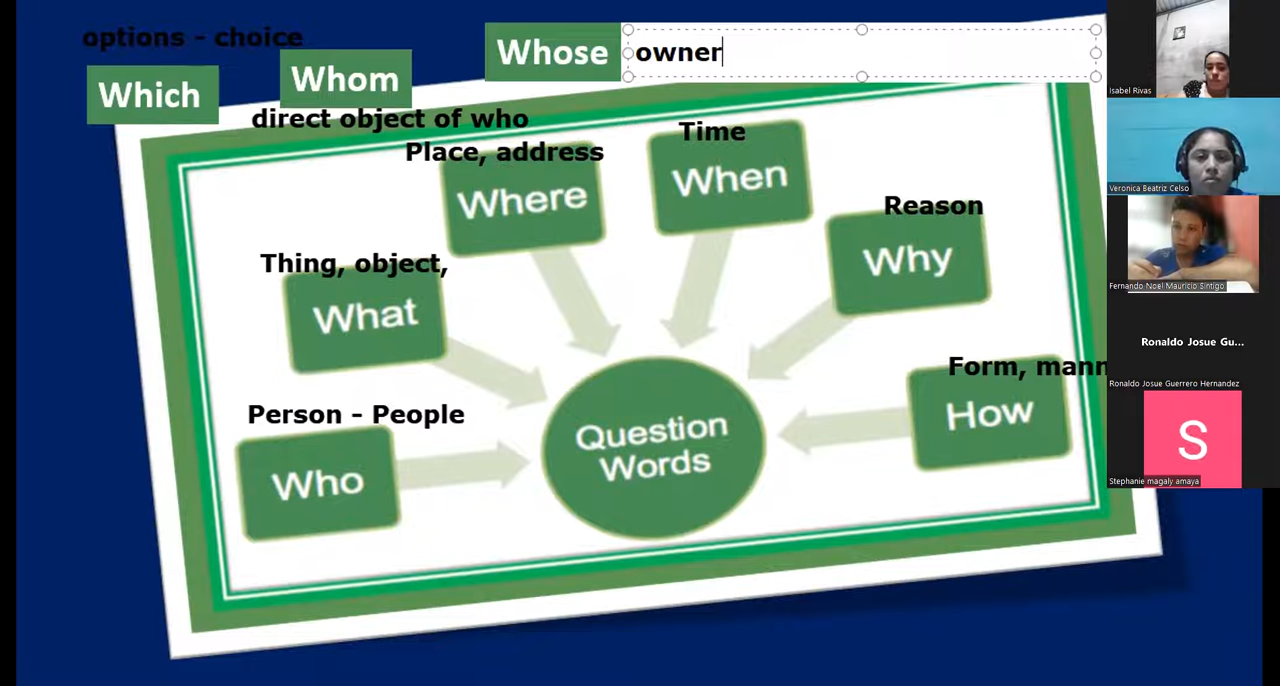 options - choice
Which
Whom
Whose
owner
direct object of who
Place, address
Where
Time
When
Reason
Why
Thing, object,
What
Form, mann
How
Person - People
Who
Question
Words
Isabel Rivas
Veronica Beatriz Celso
Fernando Noel Mauricio Sintigo
Ronaldo Josue Gu...
Ronaldo Josue Guerrero Hernandez
S
Stephanie magaly amaya